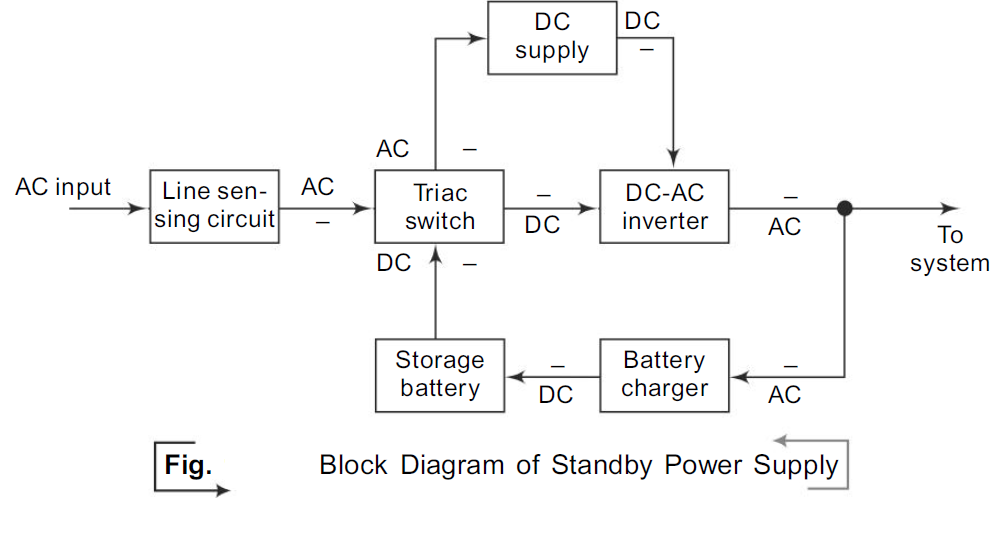 DC
supply
DC
–
AC
–
AC input
Line sen-
sing circuit
AC
–
Triac
switch
–
DC
DC-AC
inverter
–
AC
To
system
DC
–
Storage
battery
–
DC
Battery
charger
–
AC
Fig.
Block Diagram of Standby Power Supply